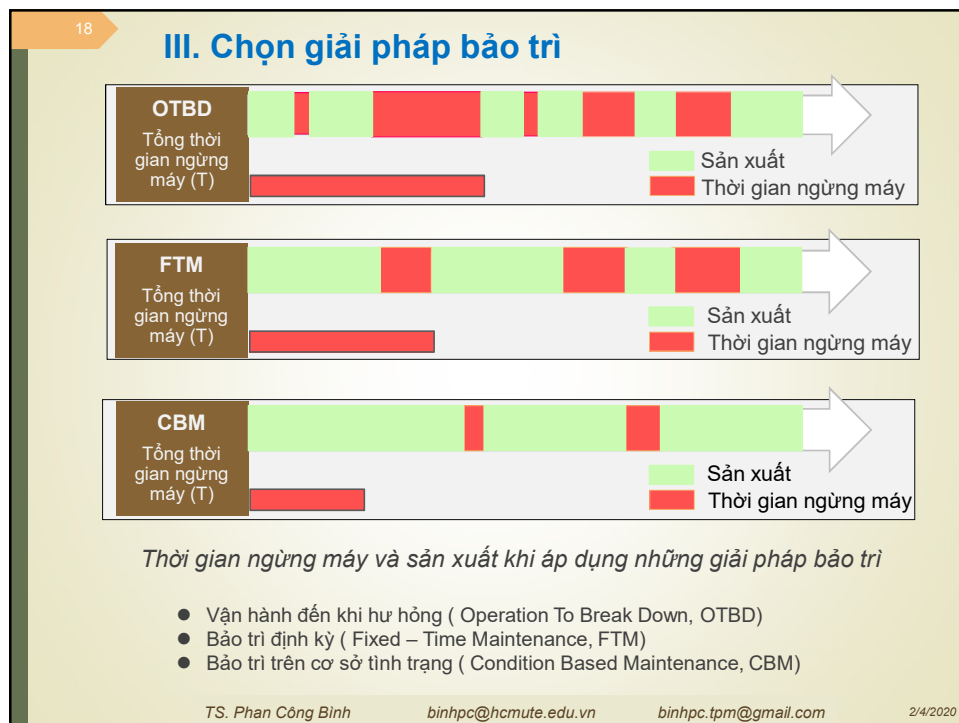 18
III. Chọn giải pháp bảo trì
OTBD
Tổng thời
gian ngừng
máy (T)
Sản xuất
Thời gian ngừng máy
FTM
Tổng thời
gian ngừng
máy (T)
Sản xuất
Thời gian ngừng máy
CBM
Tổng thời
gian ngừng
máy (T)
Sản xuất
Thời gian ngừng máy
Thời gian ngừng máy và sản xuất khi áp dụng những giải pháp bảo trì
● Vận hành đến khi hư hỏng ( Operation To Break Down, OTBD)
● Bảo trì định kỳ ( Fixed – Time Maintenance, FTM)
● Bảo trì trên cơ sở tình trạng ( Condition Based Maintenance, CBM)
TS. Phan Công Bình binhpc@hcmute.edu.vn binhpc.tpm@gmail.com 2/4/2020